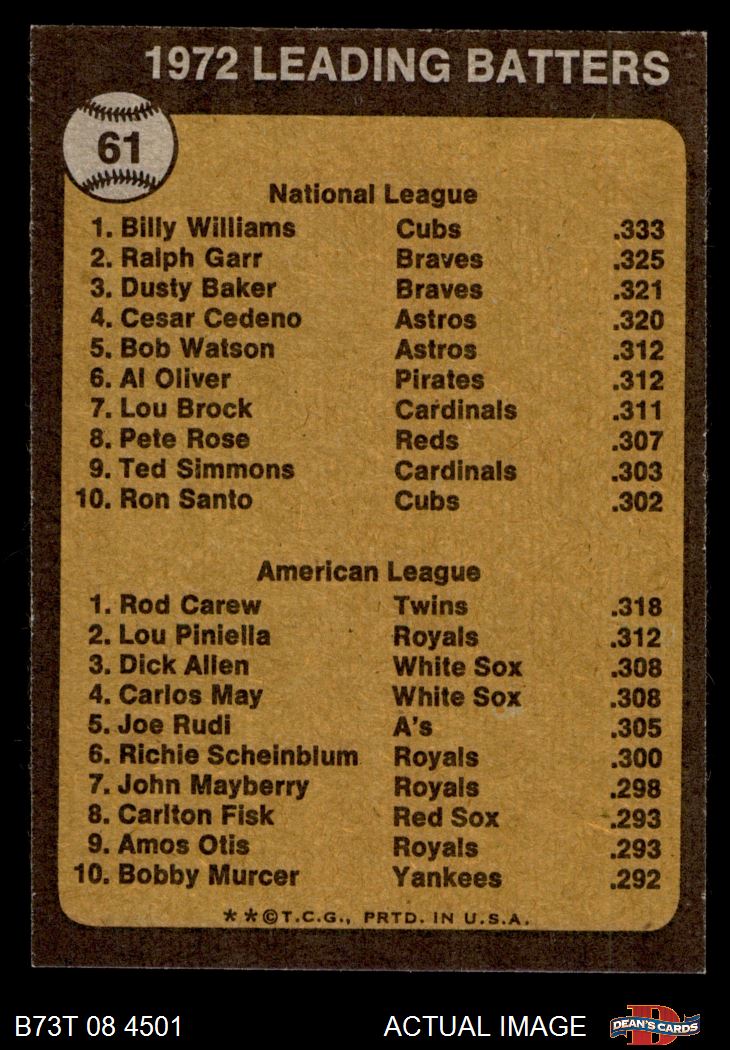 1972 LEADING BATTERS
61
National League
1. Billy Williams Cubs .333
2. Ralph Garr Braves .325
3. Dusty Baker Braves .321
4. Cesar Cedeno Astros .320
5. Bob Watson Astros .312
6. Al Oliver Pirates .312
7. Lou Brock Cardinals .311
8. Pete Rose Reds .307
9. Ted Simmons Cardinals .303
10. Ron Santo Cubs .302
American League
1. Rod Carew Twins .318
2. Lou Piniella Royals .312
3. Dick Allen White Sox .308
4. Carlos May White Sox .308
5. Joe Rudi A's .305
6. Richie Scheinblum Royals .300
7. John Mayberry Royals .298
8. Carlton Fisk Red Sox .293
9. Amos Otis Royals .293
10. Bobby Murcer Yankees .292
* * © T.C.G., PRTD. IN U.S.A.
B73T 08 4501 ACTUAL IMAGE DEAN'S CARDS